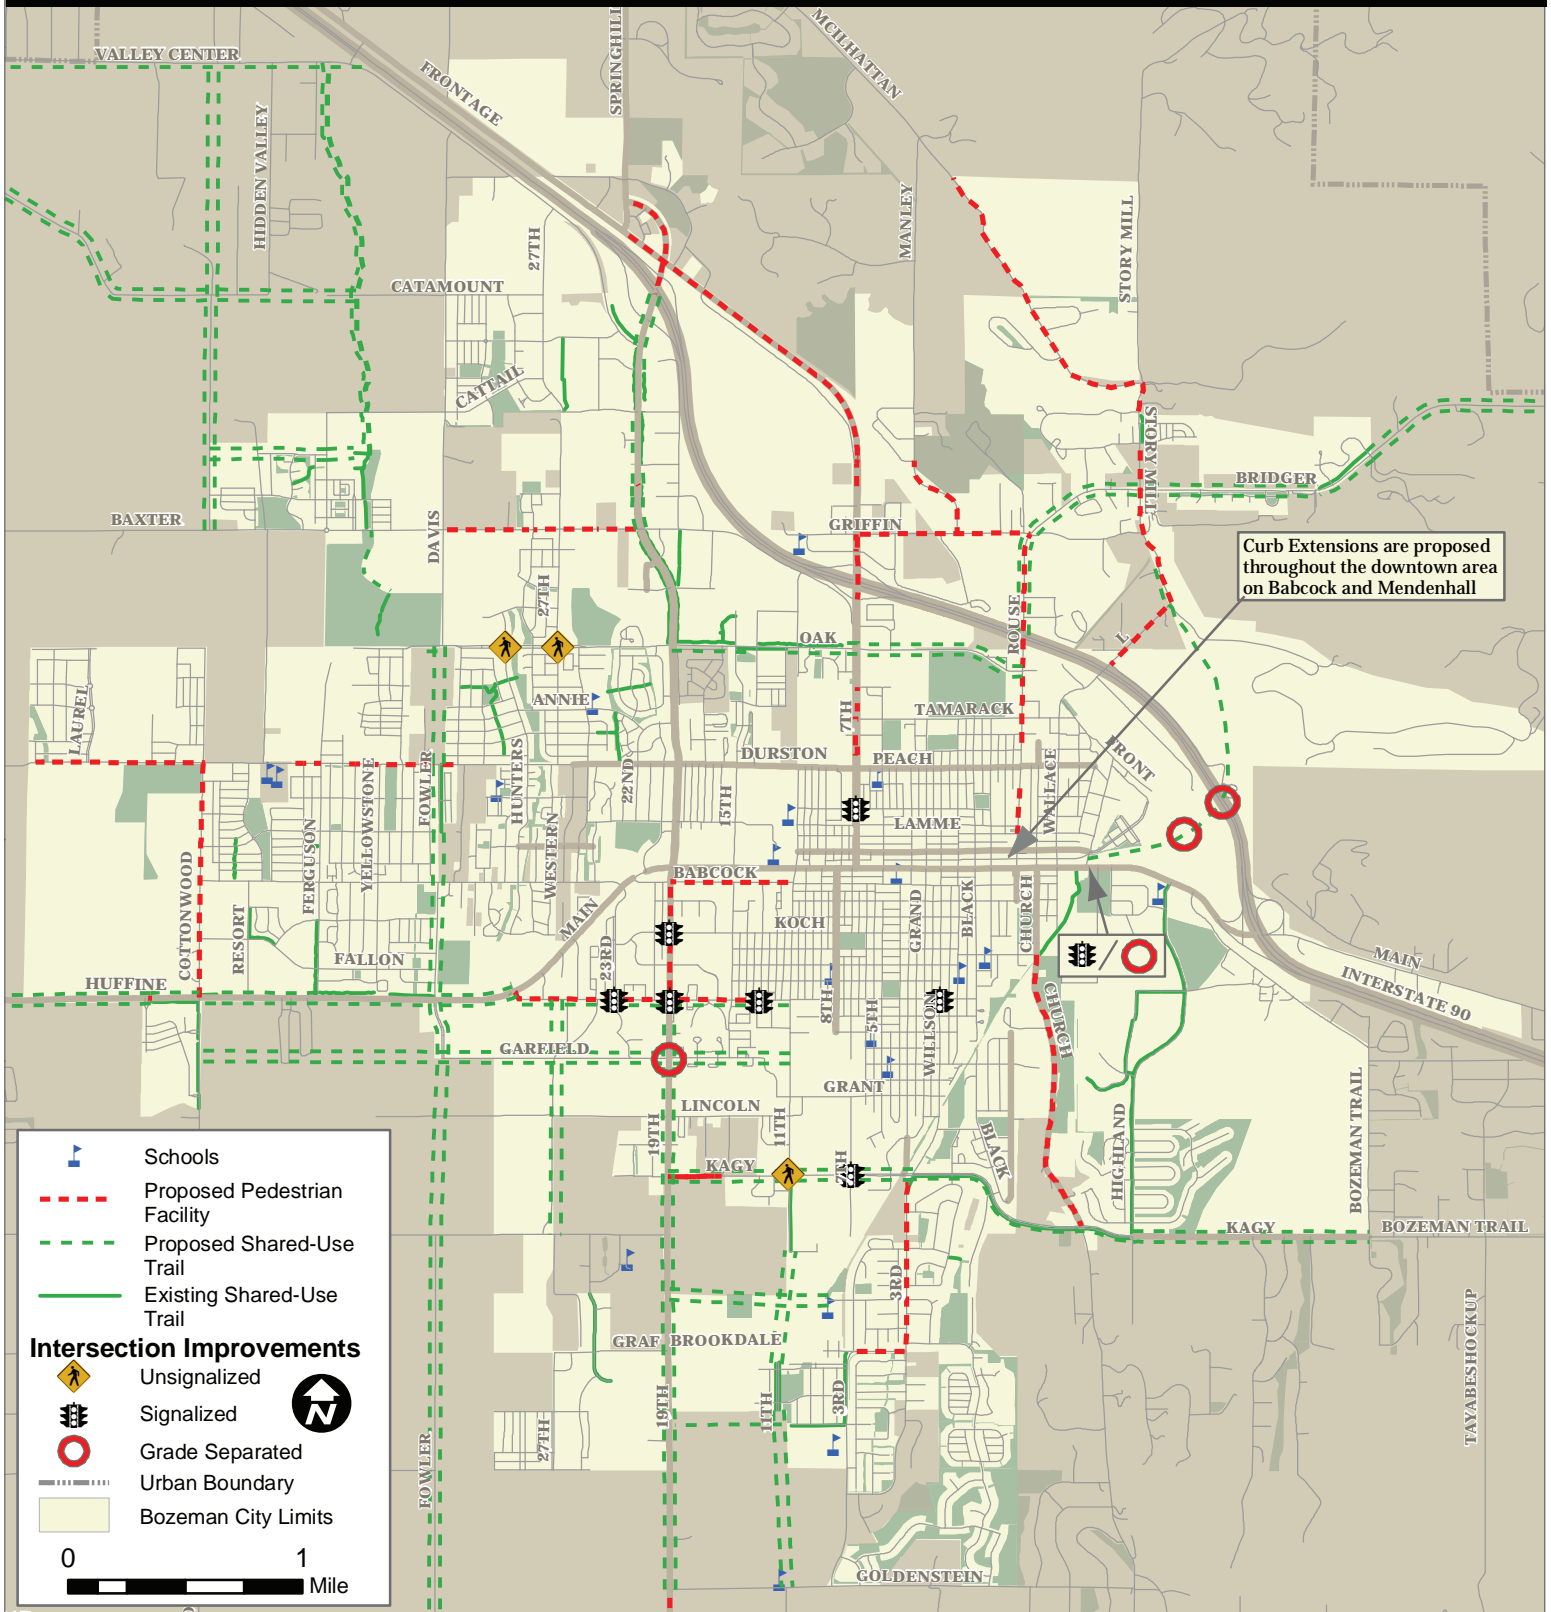 VALLEY CENTER
FRONTAGE
SPRINGHILL
MCILHATTAN
HIDDEN VALLEY
27TH
MANLEY
STORY MILL
CATAMOUNT
CATTAIL
STORY MILL
BRIDGER
BAXTER
DAVIS
GRIFFIN
Curb Extensions are proposed
throughout the downtown area
on Babcock and Mendenhall
27TH
ROUSE
OAK
L
LAUREL
ANNIE
7TH
TAMARACK
FOWLER
HUNTERS
22ND
DURSTON
PEACH
WALLACE
FRONT
YELLOWSTONE
15TH
LAMME
FERGUSON
WESTERN
COTTONWOOD
BABCOCK
RESORT
MAIN
KOCH
GRAND
BLACK
CHURCH
23RD
FALLON
MAIN
INTERSTATE 90
HUFFINE
8TH
5TH
WILLSON
CHURCH
GARFIELD
GRANT
LINCOLN
19TH
11TH
BLACK
HIGHLAND
BOZEMAN TRAIL
KAGY
7TH
KAGY
BOZEMAN TRAIL
3RD
GRAF
BROOKDALE
TAYABESHOCKUP
19TH
11TH
3RD
27TH
FOWLER
GOLDENSTEIN
Schools
Proposed Pedestrian
Facility
Proposed Shared-Use
Trail
Existing Shared-Use
Trail
Intersection Improvements
Unsignalized
Signalized
N
Grade Separated
Urban Boundary
Bozeman City Limits
0 1
Mile